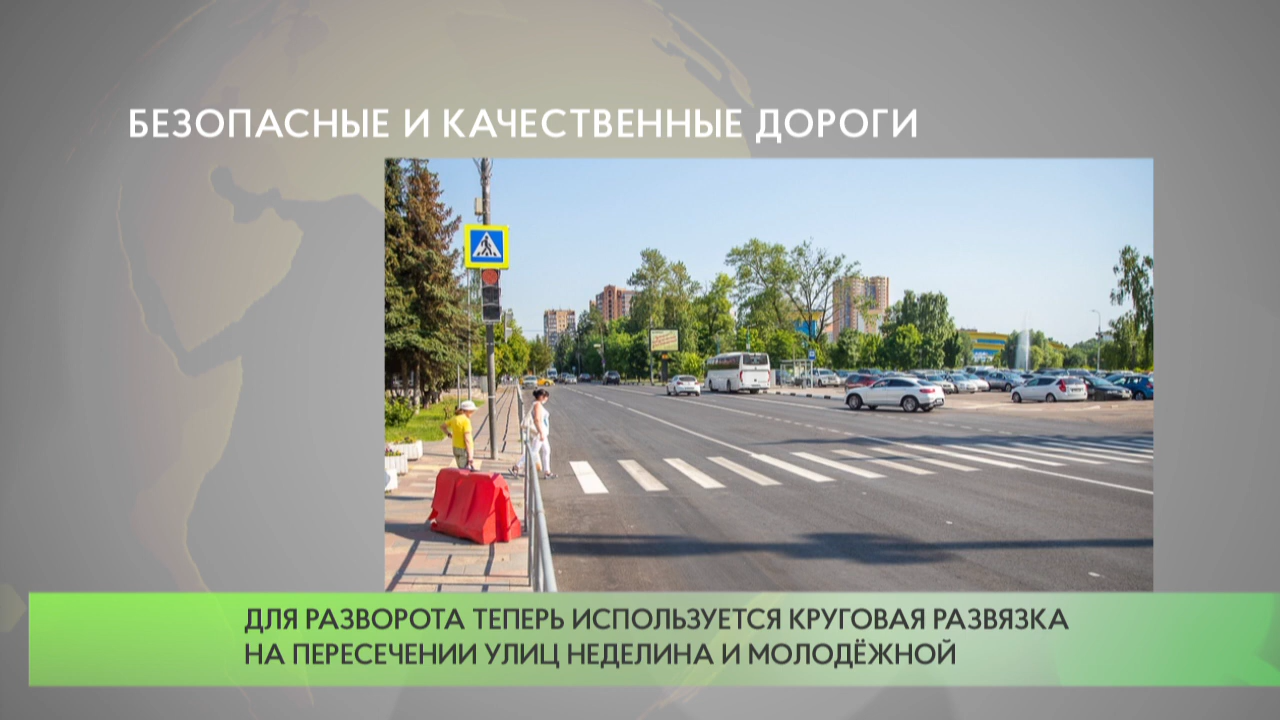 БЕЗОПАСНЫЕ И КАЧЕСТВЕННЫЕ ДОРОГИ
ДЛЯ РАЗВОРОТА ТЕПЕРЬ ИСПОЛЬЗУЕТСЯ КРУГОВАЯ РАЗВЯЗКА
НА ПЕРЕСЕЧЕНИИ УЛИЦ НЕДЕЛИНА И МОЛОДЁЖНОЙ